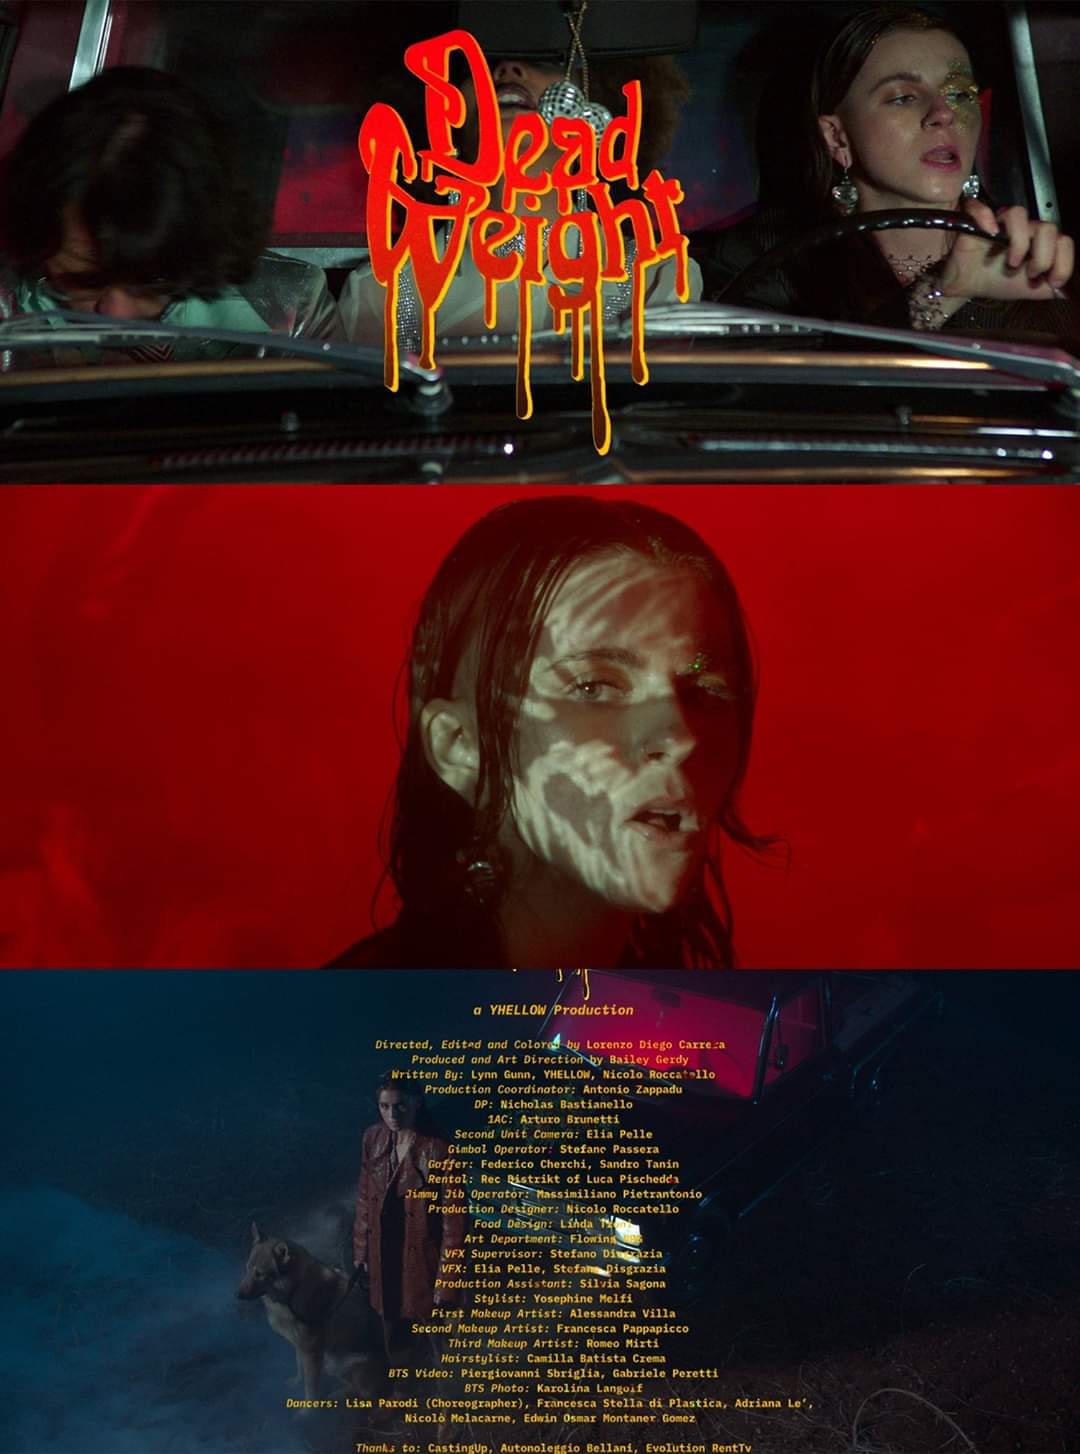 Dead
Weight
a YHELLOW Production
Directed, Edited and Colored by Lorenzo Diego Carrera
Produced and Art Direction by Bailey Gerdy
Written By: Lynn Gunn, YHELLOW, Nicolo Roccatello
Production Coordinator: Antonio Zappadu
DP: Nicholas Bastianello
1AC: Arturo Brunetti
Second Unit Camera: Elia Pelle
Gimbal Operator: Stefano Passera
Gaffer: Federico Cherchi, Sandro Tanin
Rental: Rec Distrikt of Luca Pischedda
Jimmy Jib Operator: Massimiliano Pietrantonio
Production Designer: Nicolo Roccatello
Food Design: Linda
Art Department: Flowing
VFX Supervisor: Stefano Disgrazia
VFX: Elia Pelle, Stefano Disgrazia
Production Assistant: Silvia Sagona
Stylist: Yosephine Melfi
First Makeup Artist: Alessandra Villa
Second Makeup Artist: Francesca Pappapicco
Third Makeup Artist: Romeo Mirti
Hairstylist: Camilla Batista Crema
BTS Video: Piergiovanni Sbriglia, Gabriele Peretti
BTS Photo: Karolina
Dancers: Lisa Parodi (Choreographer), Francesca Stella di Plastica, Adriana Le',
Nicolò Melacarne, Edwin Osmar Montaner Gomez
Thanks to: CastingUp, Autonoleggio Bellani, Evolution RentTv